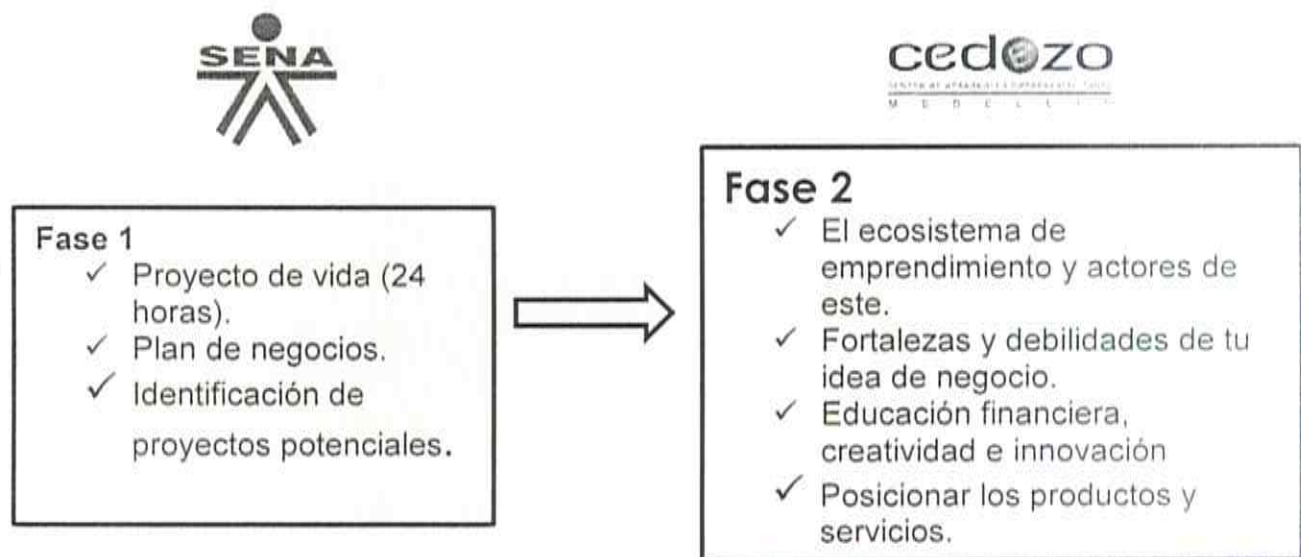 SENA
cedezo
MEDELLIN
Fase 1
✓ Proyecto de vida (24
horas).
✓ Plan de negocios.
✓ Identificación de
proyectos potenciales.
Fase 2
✓ El ecosistema de
emprendimiento y actores de
este.
✓ Fortalezas y debilidades de tu
idea de negocio.
✓ Educación financiera,
creatividad e innovación
✓ Posicionar los productos y
servicios.